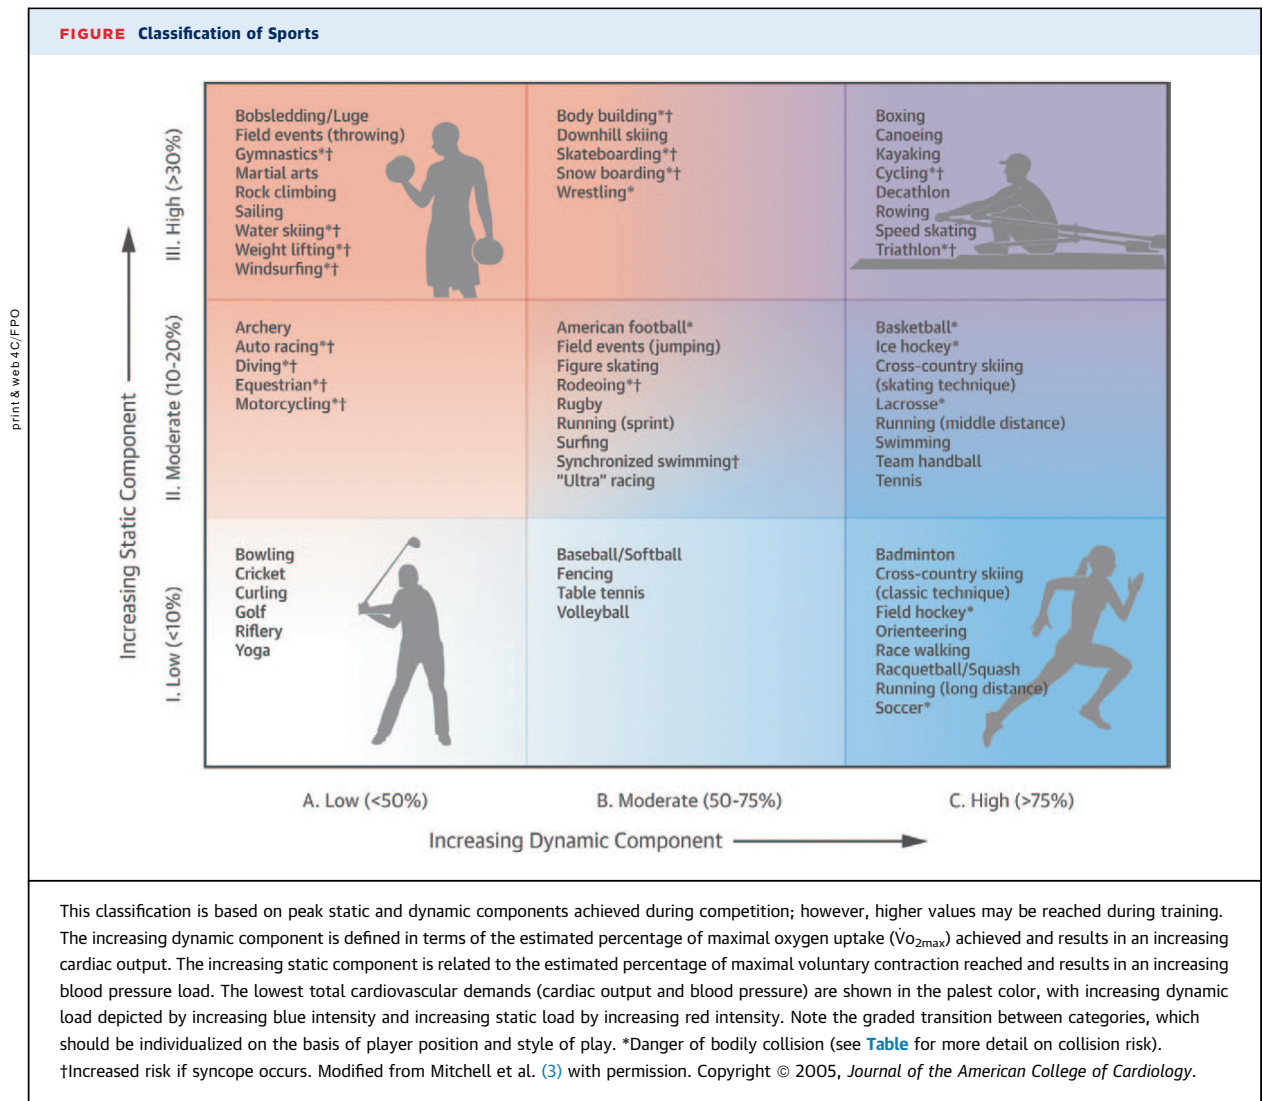 FIGURE Classification of Sports
print & web 4C/FPO
Increasing Static Component
III. High (>30%)
Bobsledding/Luge
Field events (throwing)
Gymnastics*†
Martial arts
Rock climbing
Sailing
Water skiing*†
Weight lifting*†
Windsurfing*†
Body building*†
Downhill skiing
Skateboarding*†
Snow boarding*†
Wrestling*
Boxing
Canoeing
Kayaking
Cycling*†
Decathlon
Rowing
Speed skating
Triathlon*†
II. Moderate (10-20%)
Archery
Auto racing*†
Diving*†
Equestrian*†
Motorcycling*†
American football*
Field events (jumping)
Figure skating
Rodeoing*†
Rugby
Running (sprint)
Surfing
Synchronized swimming†
"Ultra" racing
Basketball*
Ice hockey*
Cross-country skiing
(skating technique)
Lacrosse*
Running (middle distance)
Swimming
Team handball
Tennis
I. Low (<10%)
Bowling
Cricket
Curling
Golf
Riflery
Yoga
Baseball/Softball
Fencing
Table tennis
Volleyball
Badminton
Cross-country skiing
(classic technique)
Field hockey*
Orienteering
Race walking
Racquetball/Squash
Running (long distance)
Soccer*
A. Low (<50%)
B. Moderate (50-75%)
C. High (>75%)
Increasing Dynamic Component
This classification is based on peak static and dynamic components achieved during competition; however, higher values may be reached during training.
The increasing dynamic component is defined in terms of the estimated percentage of maximal oxygen uptake (V̇o2max) achieved and results in an increasing
cardiac output. The increasing static component is related to the estimated percentage of maximal voluntary contraction reached and results in an increasing
blood pressure load. The lowest total cardiovascular demands (cardiac output and blood pressure) are shown in the palest color, with increasing dynamic
load depicted by increasing blue intensity and increasing static load by increasing red intensity. Note the graded transition between categories, which
should be individualized on the basis of player position and style of play. *Danger of bodily collision (see Table for more detail on collision risk).
†Increased risk if syncope occurs. Modified from Mitchell et al. (3) with permission. Copyright © 2005, Journal of the American College of Cardiology.